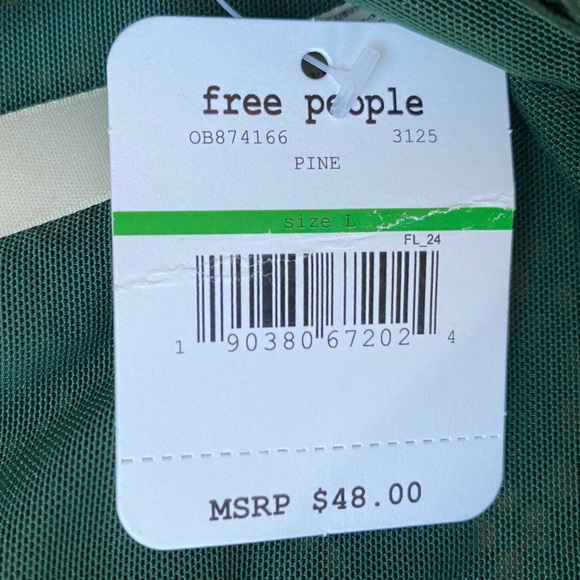 free people
OB874166 3125
PINE
size L
FL_24
1 90380 67202 4
MSRP $48.00